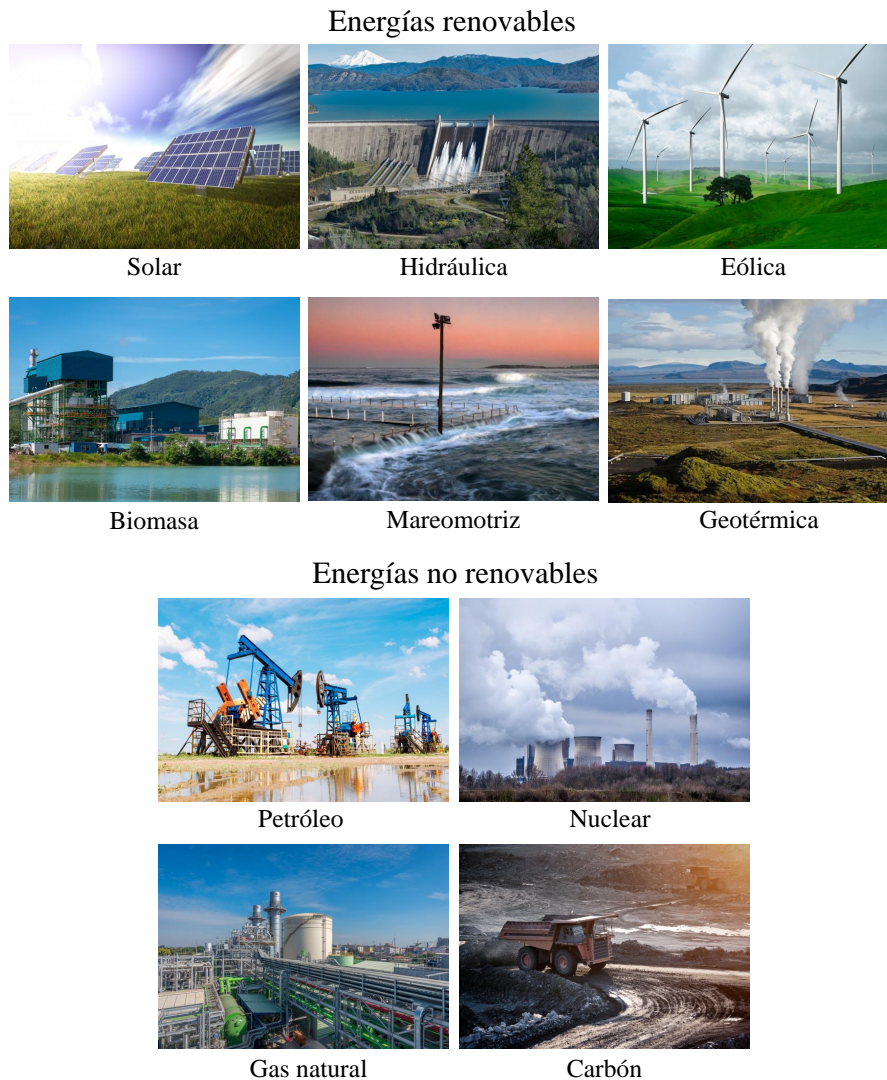 Energías renovables
Solar
Hidráulica
Eólica
Biomasa
Mareomotriz
Geotérmica
Energías no renovables
Petróleo
Nuclear
Gas natural
Carbón